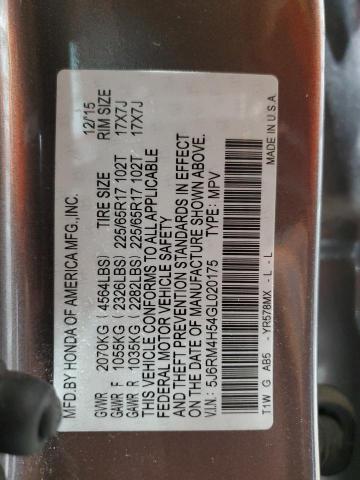 MFD.BY HONDA OF AMERICA MFG.,INC. 12/15
TIRE SIZE RIM SIZE
GVWR 2070KG (4564LBS)
GAWR F 1055KG (2326LBS) 225/65R17 102T 17X7J
GAWR R 1035KG (2282LBS) 225/65R17 102T 17X7J
THIS VEHICLE CONFORMS TO ALL APPLICABLE
FEDERAL MOTOR VEHICLE SAFETY
AND THEFT PREVENTION STANDARDS IN EFFECT
ON THE DATE OF MANUFACTURE SHOWN ABOVE.
V.I.N: 5J6RM4H54GL020175 TYPE: MPV
T1W G AB5 - YR578MX - L - L MADE IN U.S.A.